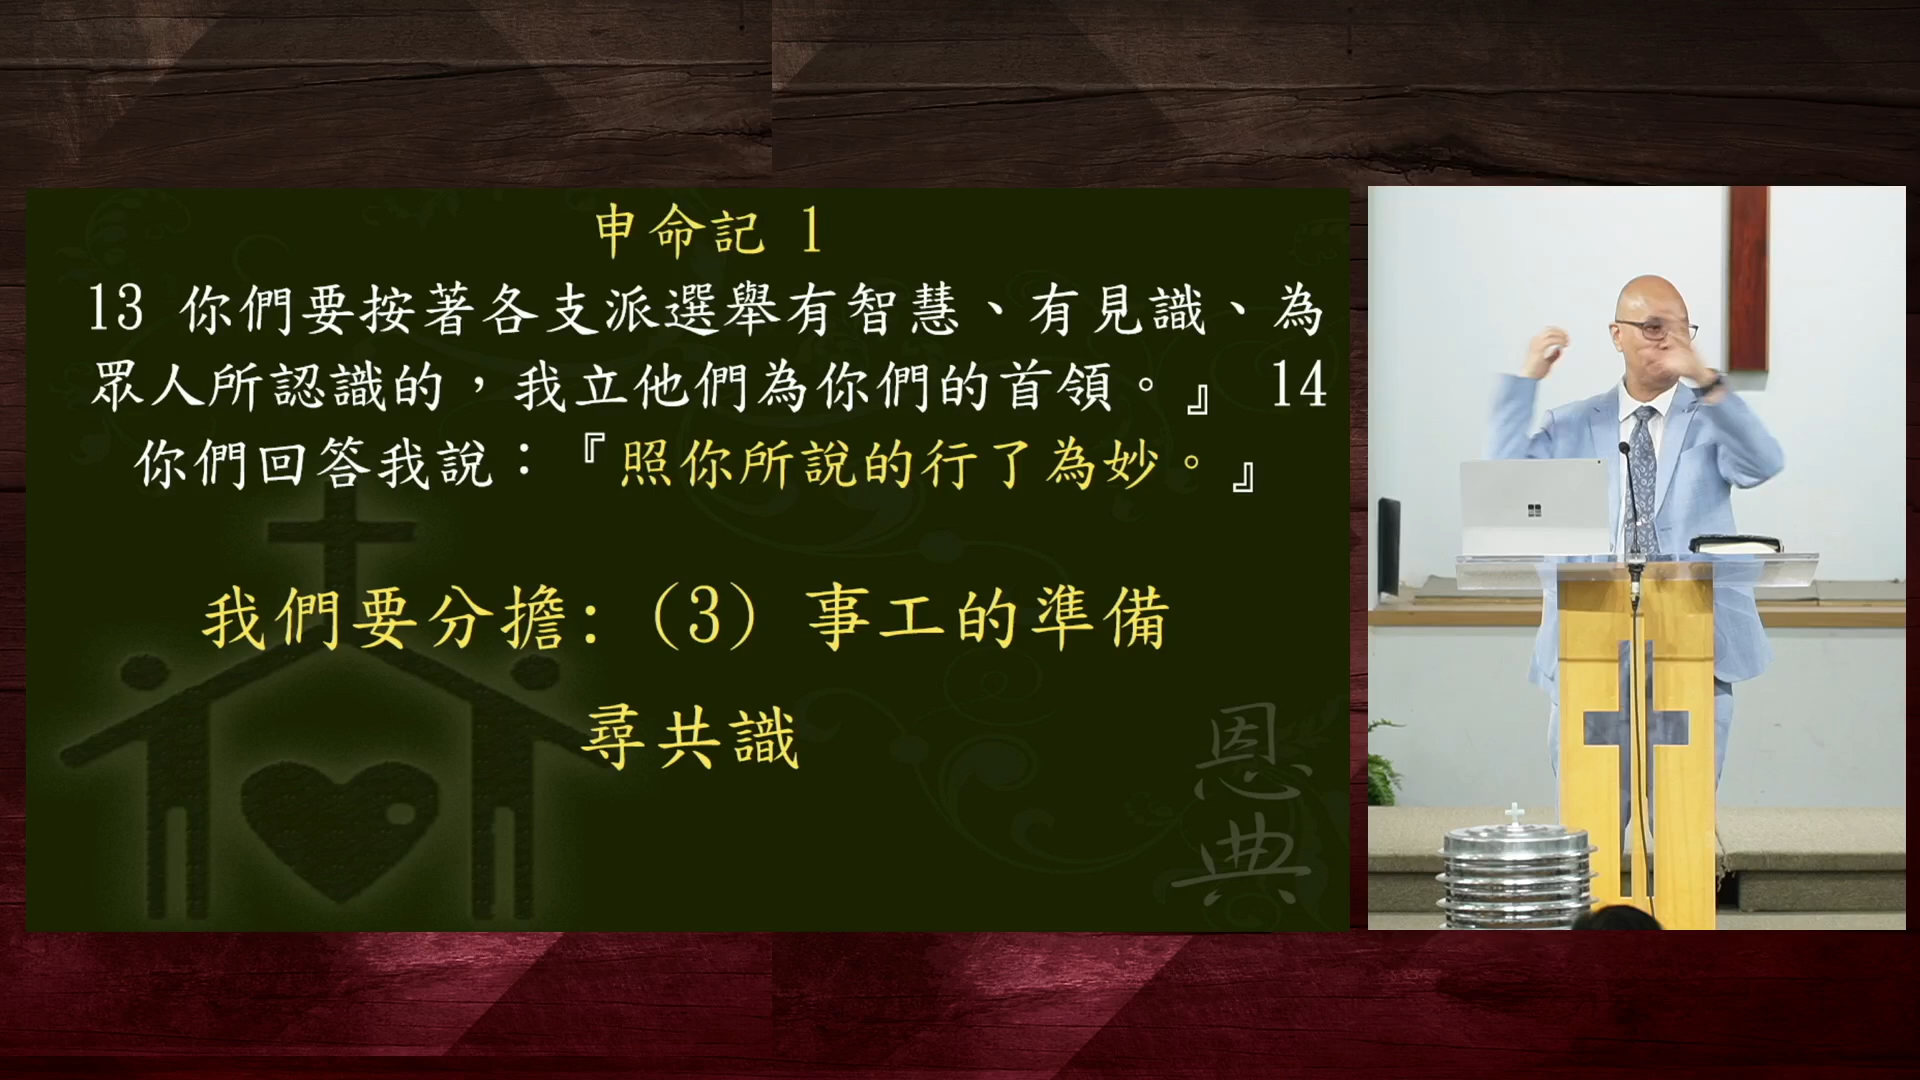 申命記 1
13 你們要按著各支派選舉有智慧、有見識、為
眾人所認識的，我立他們為你們的首領。』 14
你們回答我說：『照你所說的行了為妙。』
我們要分擔:（3）事工的準備
尋共識
恩
典